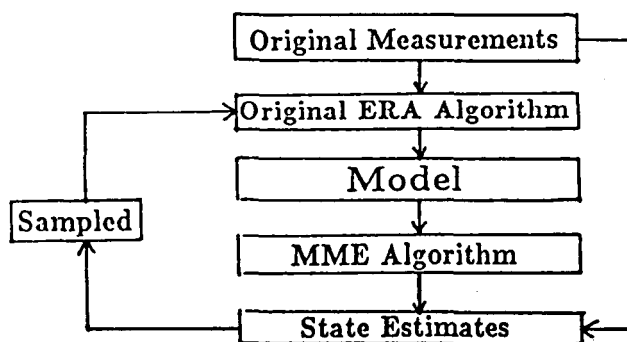 Original Measurements
Original ERA Algorithm
Model
Sampled
MME Algorithm
State Estimates